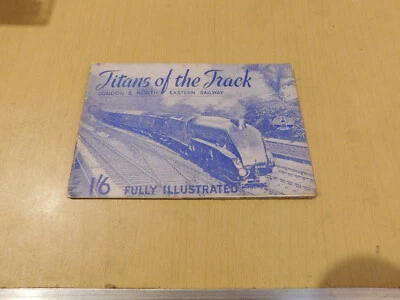 Titans of the Track
LONDON & NORTH EASTERN RAILWAY
1/6 FULLY ILLUSTRATED